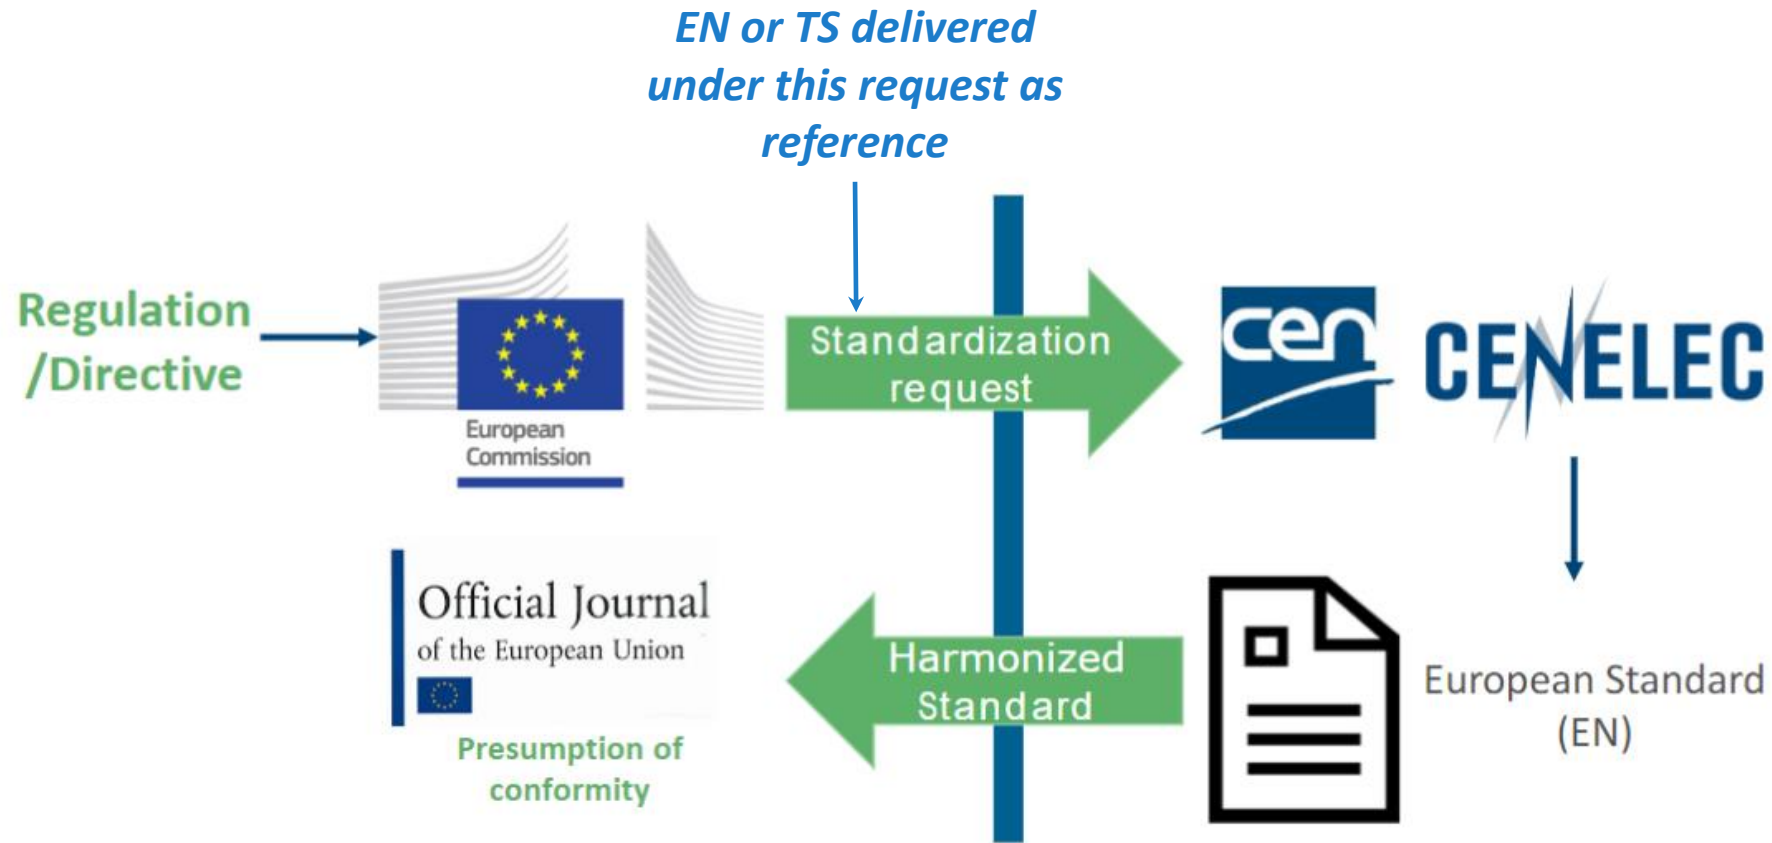 EN or TS delivered
under this request as
reference
Regulation
/Directive
European
Commission
Standardization
request
cen
CENELEC
Official Journal
of the European Union
Presumption of
conformity
Harmonized
Standard
European Standard
(EN)